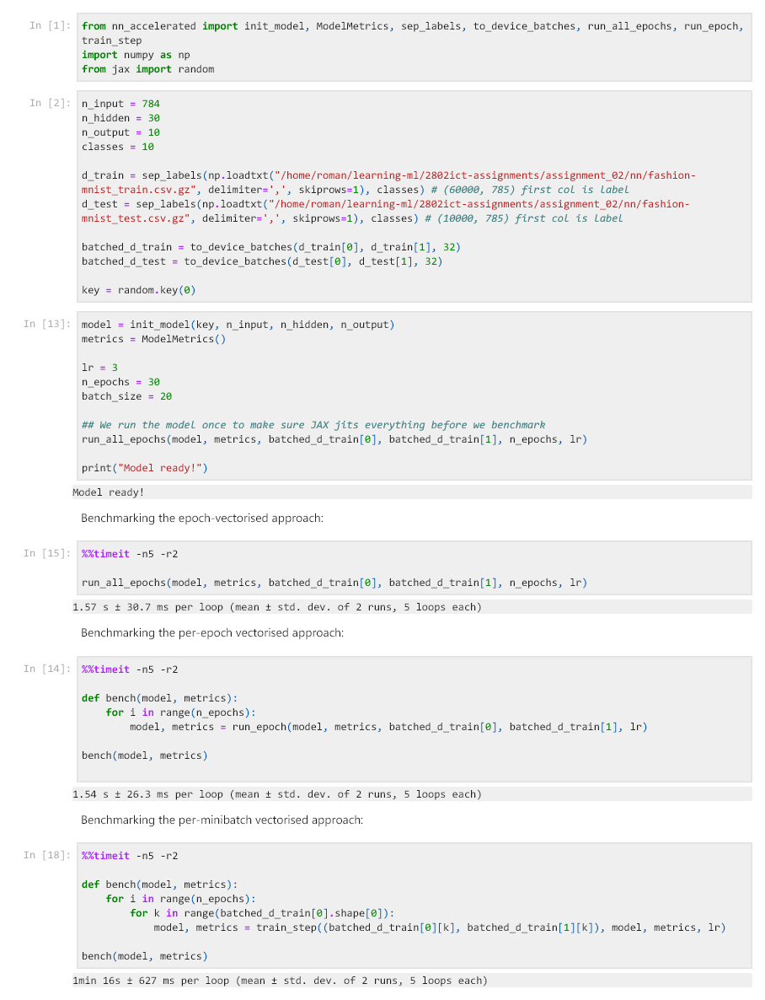 In [1]: from nn_accelerated import init_model, ModelMetrics, sep_labels, to_device_batches, run_all_epochs, run_epoch,
train_step
import numpy as np
from jax import random
In [2]: n_input = 784
n_hidden = 30
n_output = 10
classes = 10
d_train = sep_labels(np.loadtxt("/home/roman/learning-ml/2802ict-assignments/assignment_02/nn/fashion-
mnist_train.csv.gz", delimiter=',', skiprows=1), classes) # (60000, 785) first col is label
d_test = sep_labels(np.loadtxt("/home/roman/learning-ml/2802ict-assignments/assignment_02/nn/fashion-
mnist_test.csv.gz", delimiter=',', skiprows=1), classes) # (10000, 785) first col is label
batched_d_train = to_device_batches(d_train[0], d_train[1], 32)
batched_d_test = to_device_batches(d_test[0], d_test[1], 32)
key = random.key(0)
In [13]: model = init_model(key, n_input, n_hidden, n_output)
metrics = ModelMetrics()
lr = 3
n_epochs = 30
batch_size = 20
## We run the model once to make sure JAX jits everything before we benchmark
run_all_epochs(model, metrics, batched_d_train[0], batched_d_train[1], n_epochs, lr)
print("Model ready!")
Model ready!
Benchmarking the epoch-vectorised approach:
In [15]: %%timeit -n5 -r2
run_all_epochs(model, metrics, batched_d_train[0], batched_d_train[1], n_epochs, lr)
1.57 s ± 30.7 ms per loop (mean ± std. dev. of 2 runs, 5 loops each)
Benchmarking the per-epoch vectorised approach:
In [14]: %%timeit -n5 -r2
def bench(model, metrics):
    for i in range(n_epochs):
        model, metrics = run_epoch(model, metrics, batched_d_train[0], batched_d_train[1], lr)
bench(model, metrics)
1.54 s ± 26.3 ms per loop (mean ± std. dev. of 2 runs, 5 loops each)
Benchmarking the per-minibatch vectorised approach:
In [18]: %%timeit -n5 -r2
def bench(model, metrics):
    for i in range(n_epochs):
        for k in range(batched_d_train[0].shape[0]):
            model, metrics = train_step((batched_d_train[0][k], batched_d_train[1][k]), model, metrics, lr)
bench(model, metrics)
1min 16s ± 627 ms per loop (mean ± std. dev. of 2 runs, 5 loops each)